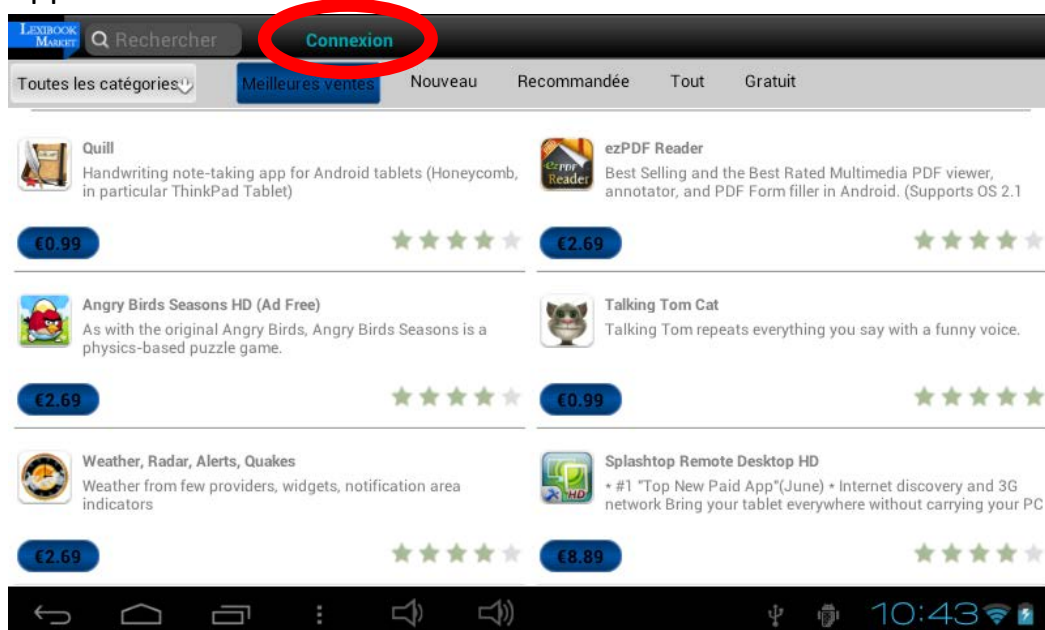 LEXIBOOK
MARKET
Rechercher
Connexion
Toutes les catégories
Meilleures ventes
Nouveau
Recommandée
Tout
Gratuit
Quill
Handwriting note-taking app for Android tablets (Honeycomb,
in particular ThinkPad Tablet)
€0.99
ezPDF Reader
Best Selling and the Best Rated Multimedia PDF viewer,
annotator, and PDF Form filler in Android. (Supports OS 2.1
ezPDF
Reader
€2.69
Angry Birds Seasons HD (Ad Free)
As with the original Angry Birds, Angry Birds Seasons is a
physics-based puzzle game.
€2.69
Talking Tom Cat
Talking Tom repeats everything you say with a funny voice.
€0.99
Weather, Radar, Alerts, Quakes
Weather from few providers, widgets, notification area
indicators
€2.69
Splashtop Remote Desktop HD
• #1 "Top New Paid App"(June) • Internet discovery and 3G
network Bring your tablet everywhere without carrying your PC
HD
€8.89
10:43